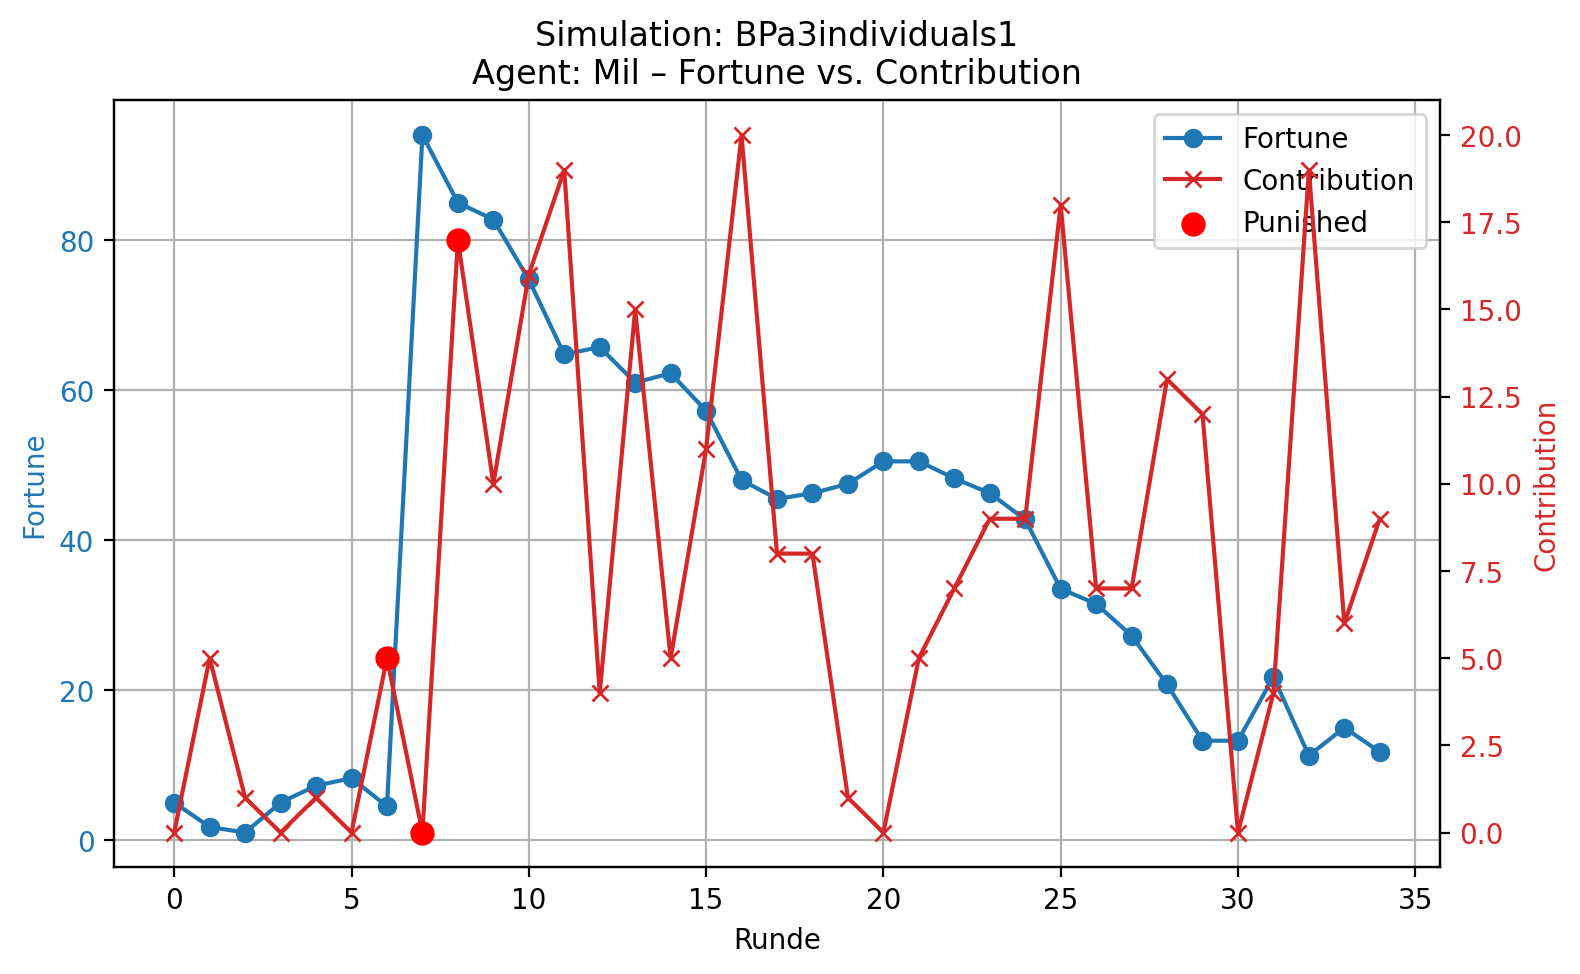 Simulation: BPa3individuals1
Agent: Mil – Fortune vs. Contribution
Fortune
Contribution
Punished
80
60
40
20
0
Fortune
20.0
17.5
15.0
12.5
10.0
7.5
5.0
2.5
0.0
Contribution
0 5 10 15 20 25 30 35
Runde